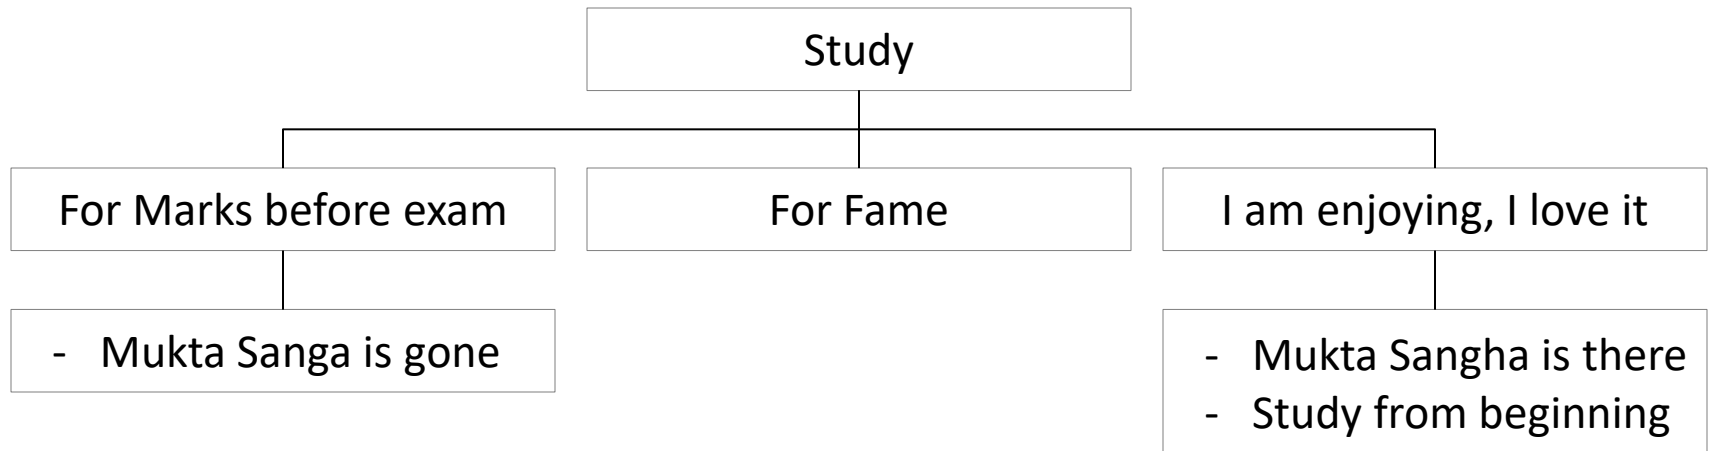 Study
For Marks before exam
For Fame
I am enjoying, I love it
- Mukta Sanga is gone
- Mukta Sangha is there
- Study from beginning